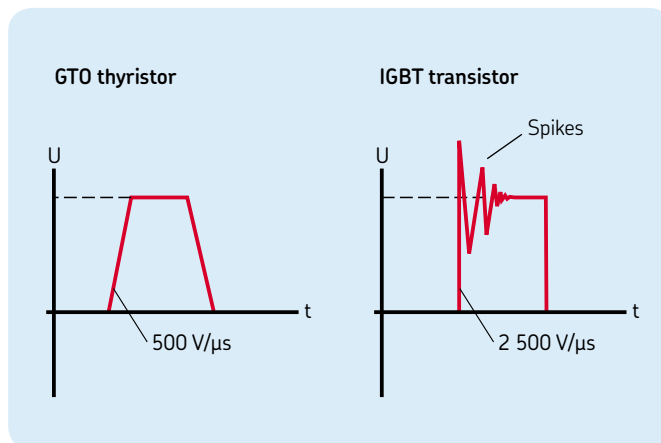 GTO thyristor
U
t
500 V/µs
IGBT transistor
Spikes
U
t
2 500 V/µs